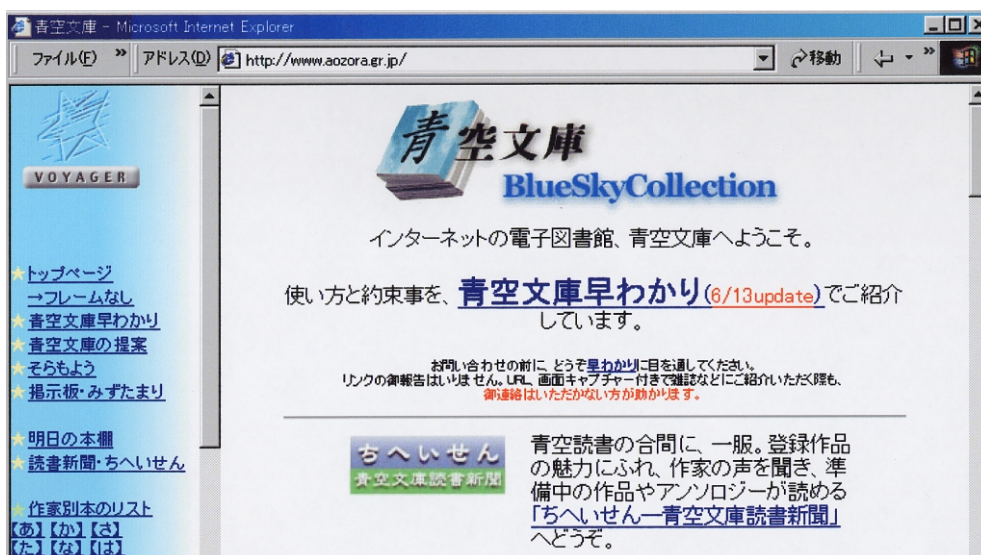 青空文庫 - Microsoft Internet Explorer
ファイル(F) » アドレス(D) http://www.aozora.gr.jp/ 移動 »
VOYAGER
トップページ
→フレームなし
青空文庫早わかり
青空文庫の提案
そらもよう
掲示板・みずたまり
明日の本棚
読書新聞・ちへいせん
作家別本のリスト
【あ】【か】【さ】
【た】【な】【は】
青空文庫
BlueSkyCollection
インターネットの電子図書館、青空文庫へようこそ。
使い方と約束事を、青空文庫早わかり(6/13update)でご紹介
しています。
お問い合わせの前に、どうぞ早わかりに目を通してください。
リンクの御報告はいりません。URL、画面キャプチャー付きで雑誌などにご紹介いただく際も、
御連絡はいただかない方が助かります。
ちへいせん
青空文庫読書新聞
青空読書の合間に、一服。登録作品
の魅力にふれ、作家の声を聞き、準
備中の作品やアンソロジーが読める
「ちへいせん―青空文庫読書新聞」
へどうぞ。